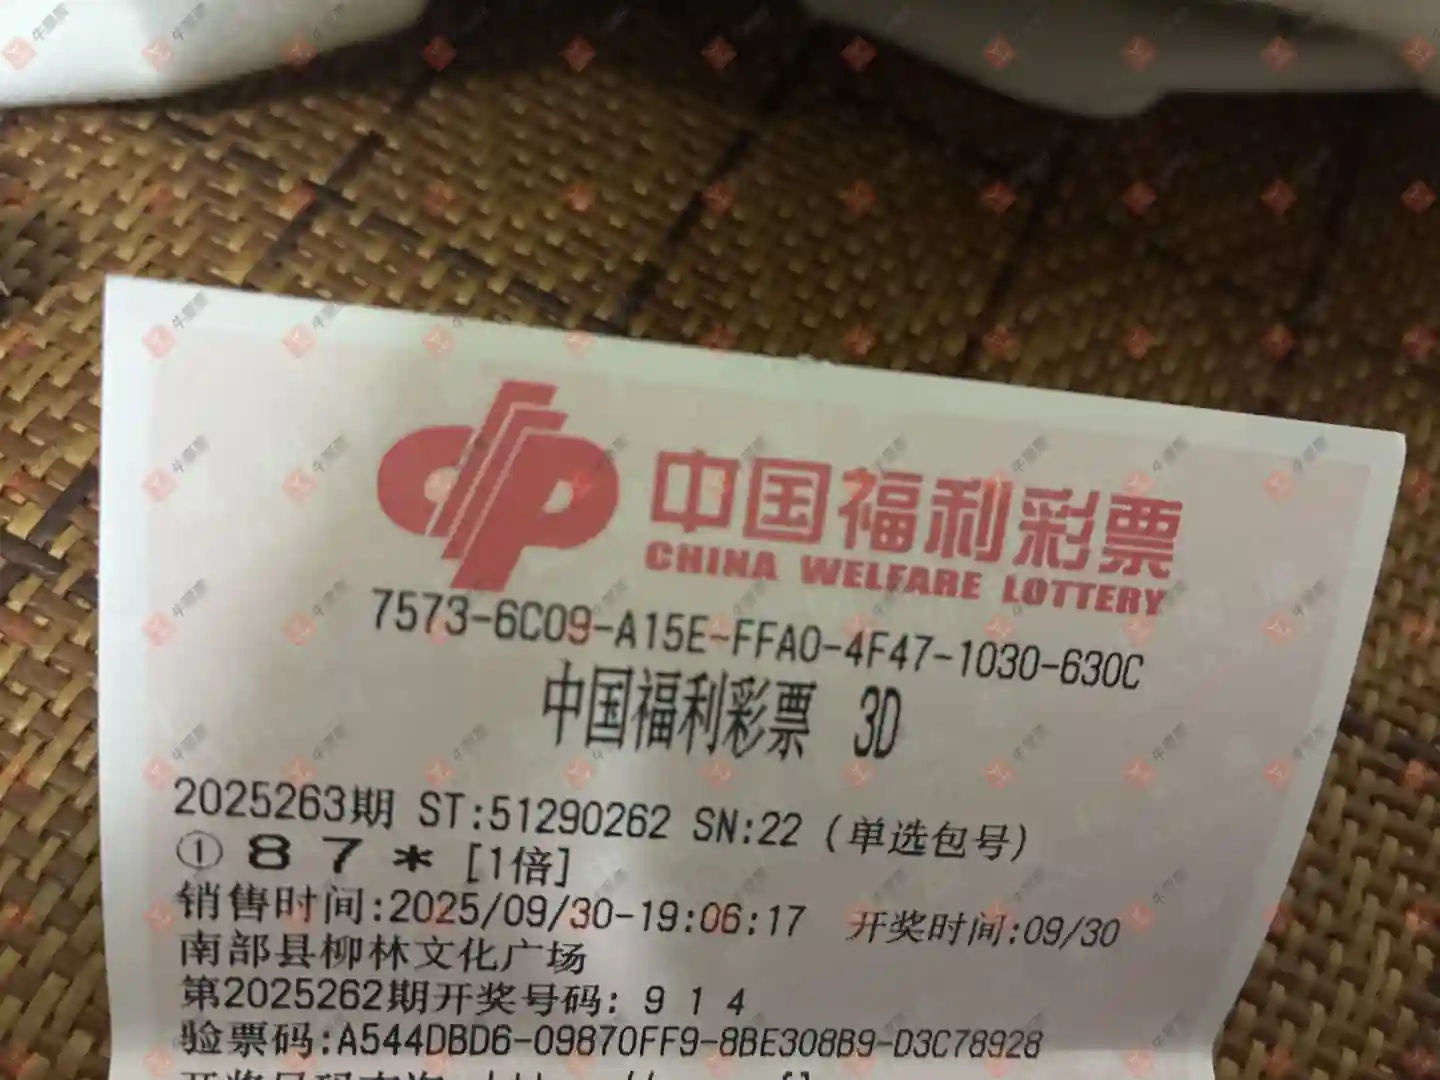 中国福利彩票
CHINA WELFARE LOTTERY
7573-6C09-A15E-FFA0-4F47-1030-630C
中国福利彩票 3D
2025263期 ST:51290262 SN:22 (单选包号)
① 8 7 * [1倍]
销售时间:2025/09/30-19:06:17 开奖时间:09/30
南部县柳林文化广场
第2025262期开奖号码: 9 1 4
验票码:A544DBD6-09870FF9-8BE308B9-D3C78928